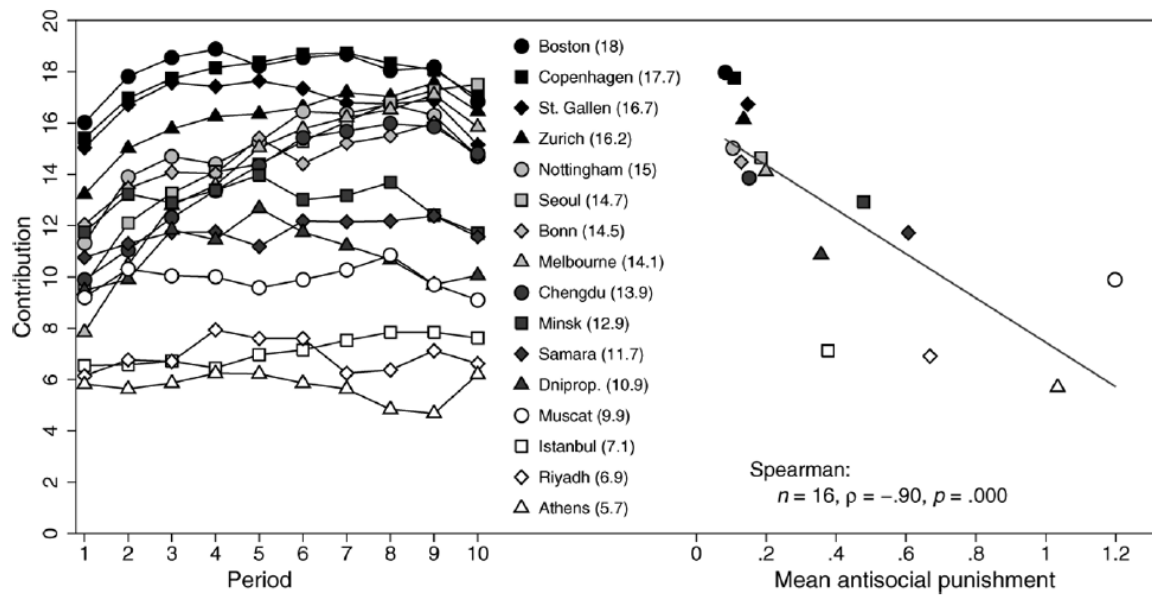 20
18
16
14
12
10
8
6
4
2
0
Contribution
1 2 3 4 5 6 7 8 9 10
Period
Boston (18)
Copenhagen (17.7)
St. Gallen (16.7)
Zurich (16.2)
Nottingham (15)
Seoul (14.7)
Bonn (14.5)
Melbourne (14.1)
Chengdu (13.9)
Minsk (12.9)
Samara (11.7)
Dniprop. (10.9)
Muscat (9.9)
Istanbul (7.1)
Riyadh (6.9)
Athens (5.7)
Spearman:
n = 16, ρ = −.90, p = .000
0 .2 .4 .6 .8 1 1.2
Mean antisocial punishment